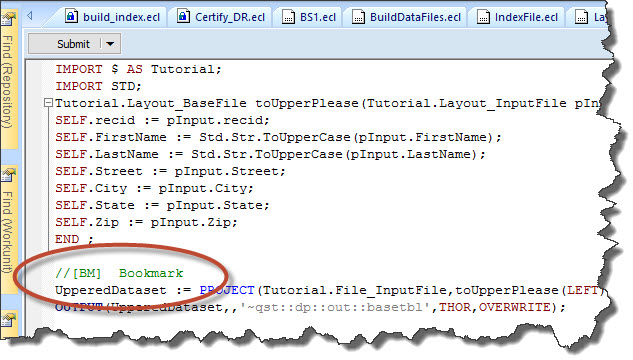 build_index.ecl Certify_DR.ecl BS1.ecl BuildDataFiles.ecl IndexFile.ecl
Submit
Find (Repository)
Find (Workunit)
IMPORT $ AS Tutorial;
IMPORT STD;
Tutorial.Layout_BaseFile toUpperPlease(Tutorial.Layout_InputFile pIn
SELF.recid := pInput.recid;
SELF.FirstName := Std.Str.ToUpperCase(pInput.FirstName);
SELF.LastName := Std.Str.ToUpperCase(pInput.LastName);
SELF.Street := pInput.Street;
SELF.City := pInput.City;
SELF.State := pInput.State;
SELF.Zip := pInput.Zip;
END ;
//[BM]  Bookmark
UpperedDataset := PROJECT(Tutorial.File_InputFile,toUpperPlease(LEFT)
OUTPUT(UpperedDataset,,'~qst::dp::out::basetbl',THOR,OVERWRITE);